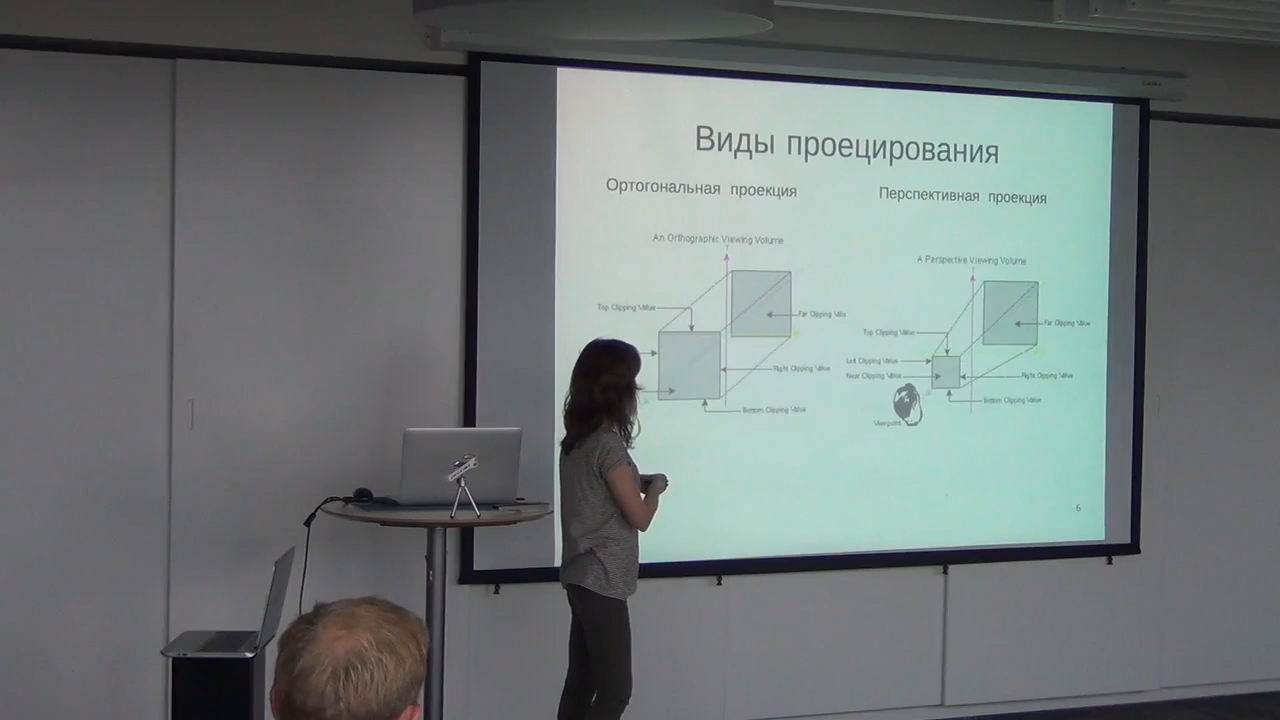 Виды проецирования
Ортогональная проекция
Перспективная проекция
An Orthographic Viewing Volume
A Perspective Viewing Volume
Top Clipping Value
Far Clipping Value
Right Clipping Value
Bottom Clipping Value
Top Clipping Value
Far Clipping Value
Left Clipping Value
Near Clipping Value
Right Clipping Value
Bottom Clipping Value
Viewpoint
6